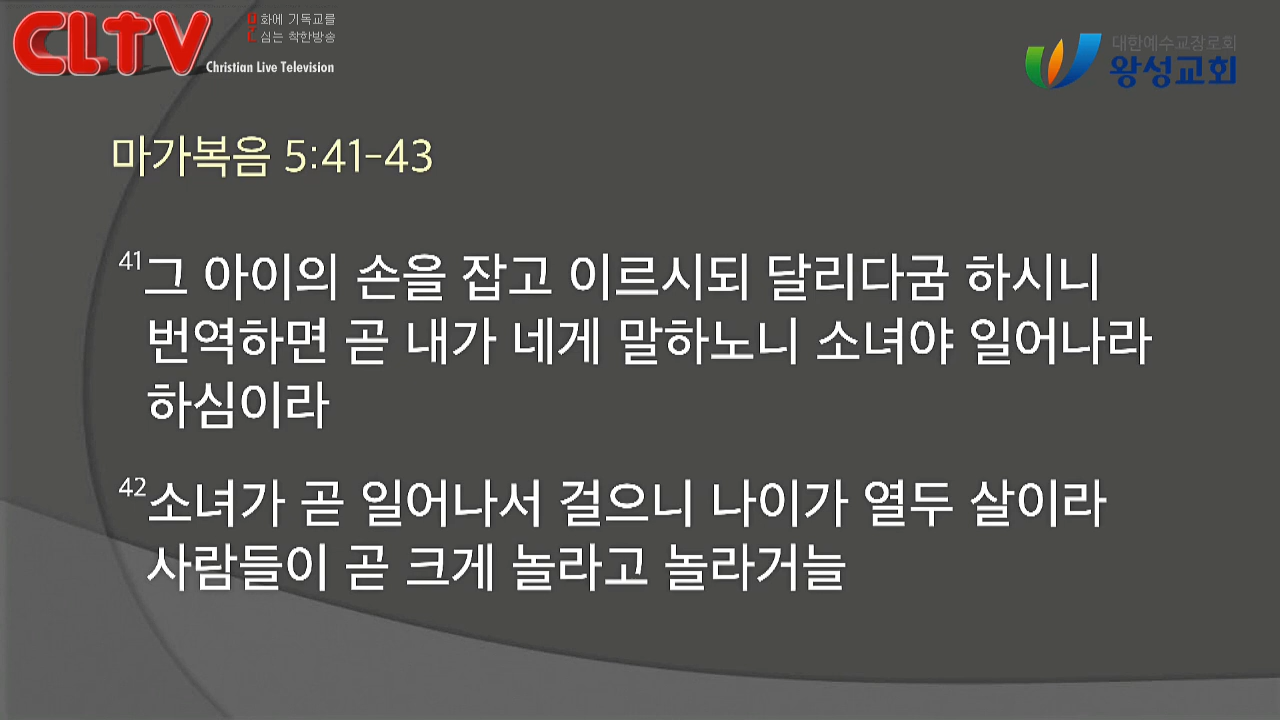 CLTV
문화에 기독교를
심는 착한방송
Christian Live Television
대한예수교장로회
왕성교회
마가복음 5:41-43
41 그 아이의 손을 잡고 이르시되 달리다굼 하시니
번역하면 곧 내가 네게 말하노니 소녀야 일어나라
하심이라
42 소녀가 곧 일어나서 걸으니 나이가 열두 살이라
사람들이 곧 크게 놀라고 놀라거늘